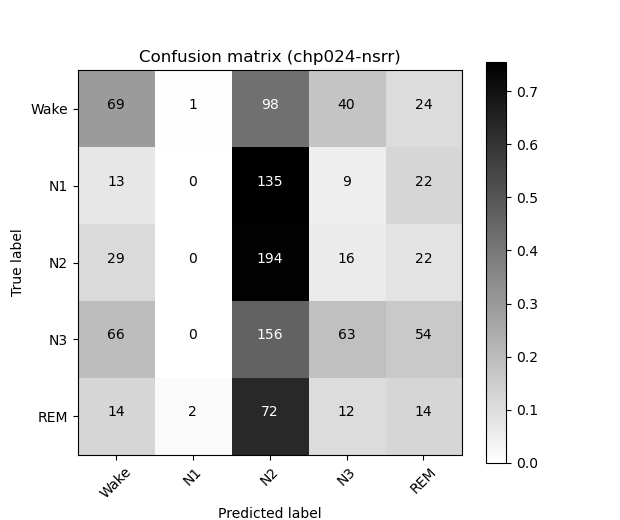 Confusion matrix (chp024-nsrr)
Wake 69 1 98 40 24
N1 13 0 135 9 22
N2 29 0 194 16 22
N3 66 0 156 63 54
REM 14 2 72 12 14
True label
Wake N1 N2 N3 REM
Predicted label
0.7
0.6
0.5
0.4
0.3
0.2
0.1
0.0